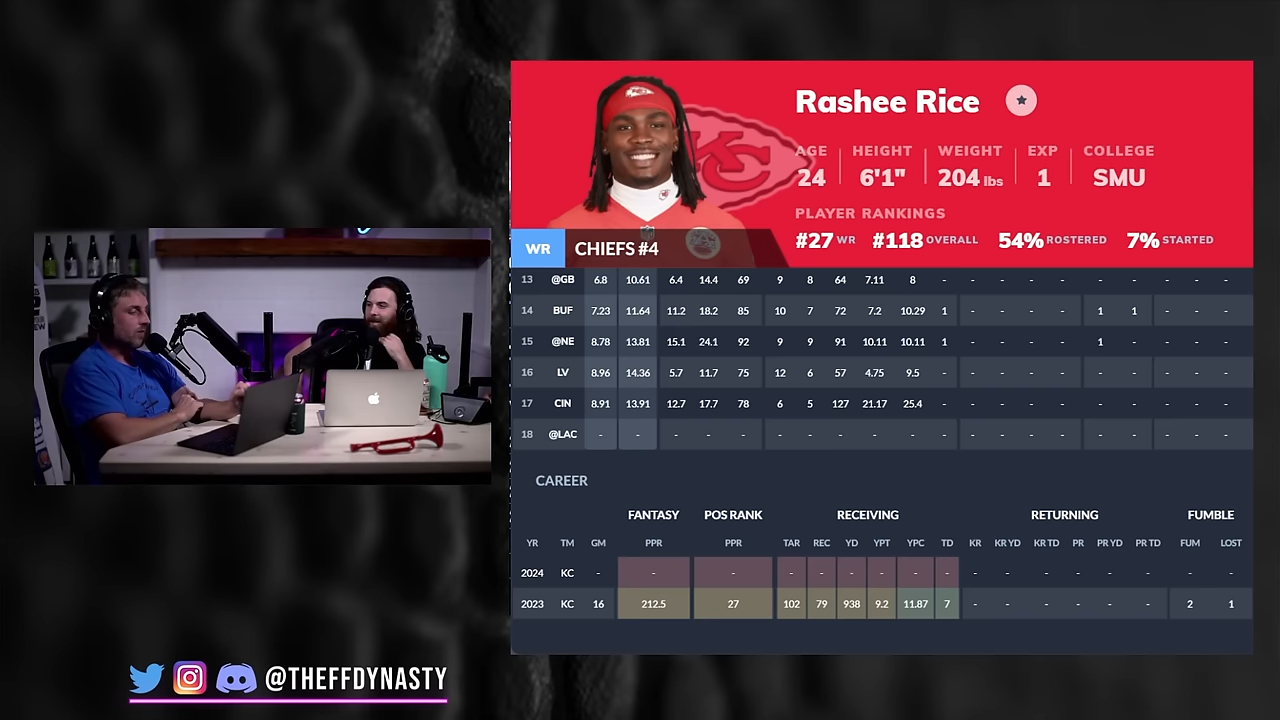 Rashee Rice
AGE HEIGHT WEIGHT EXP COLLEGE
24 6'1" 204 lbs 1 SMU
PLAYER RANKINGS
#27 WR #118 OVERALL 54% ROSTERED 7% STARTED
WR CHIEFS #4
13 @GB 6.8 10.61 6.4 14.4 69 9 8 64 7.11 8 - - - - - - - - - -
14 BUF 7.23 11.64 11.2 18.2 85 10 7 72 7.2 10.29 1 - - - - 1 1 - - -
15 @NE 8.78 13.81 15.1 24.1 92 9 9 91 10.11 10.11 1 - - - - 1 - - - -
16 LV 8.96 14.36 5.7 11.7 75 12 6 57 4.75 9.5 - - - - - - - - - -
17 CIN 8.91 13.91 12.7 17.7 78 6 5 127 21.17 25.4 - - - - - - - - - -
18 @LAC - - - - - - - - - - - - - - - - - - - -
CAREER
FANTASY POS RANK RECEIVING RETURNING FUMBLE
YR TM GM PPR PPR TAR REC YD YPT YPC TD KR KR YD KR TD PR PR YD PR TD FUM LOST
2024 KC - - - - - - - - - - - - - - - - -
2023 KC 16 212.5 27 102 79 938 9.2 11.87 7 - - - - - - 2 1
@THEFFDYNASTY